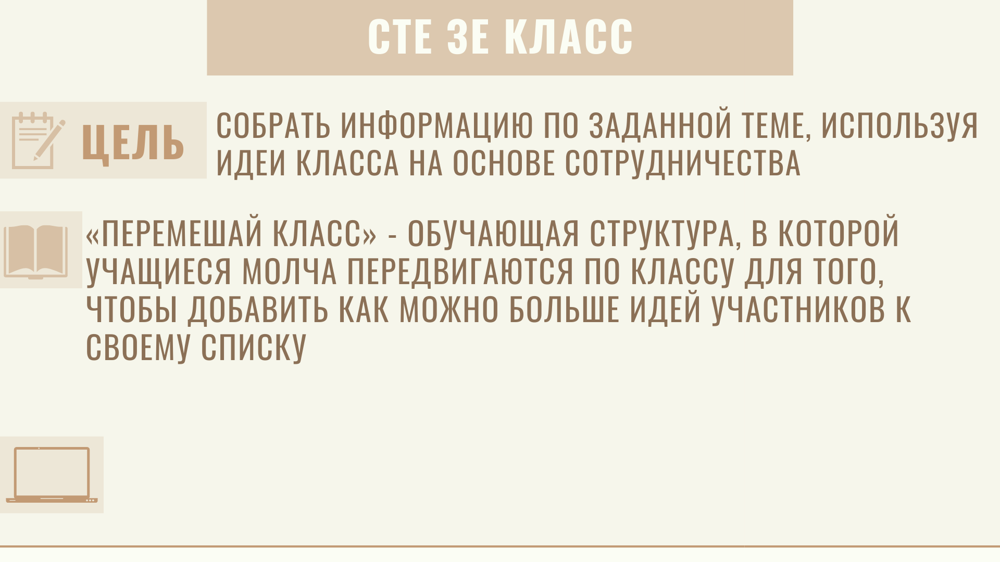 СТЕ ЗЕ КЛАСС
ЦЕЛЬ
СОБРАТЬ ИНФОРМАЦИЮ ПО ЗАДАННОЙ ТЕМЕ, ИСПОЛЬЗУЯ
ИДЕИ КЛАССА НА ОСНОВЕ СОТРУДНИЧЕСТВА
«ПЕРЕМЕШАЙ КЛАСС» - ОБУЧАЮЩАЯ СТРУКТУРА, В КОТОРОЙ
УЧАЩИЕСЯ МОЛЧА ПЕРЕДВИГАЮТСЯ ПО КЛАССУ ДЛЯ ТОГО,
ЧТОБЫ ДОБАВИТЬ КАК МОЖНО БОЛЬШЕ ИДЕЙ УЧАСТНИКОВ К
СВОЕМУ СПИСКУ